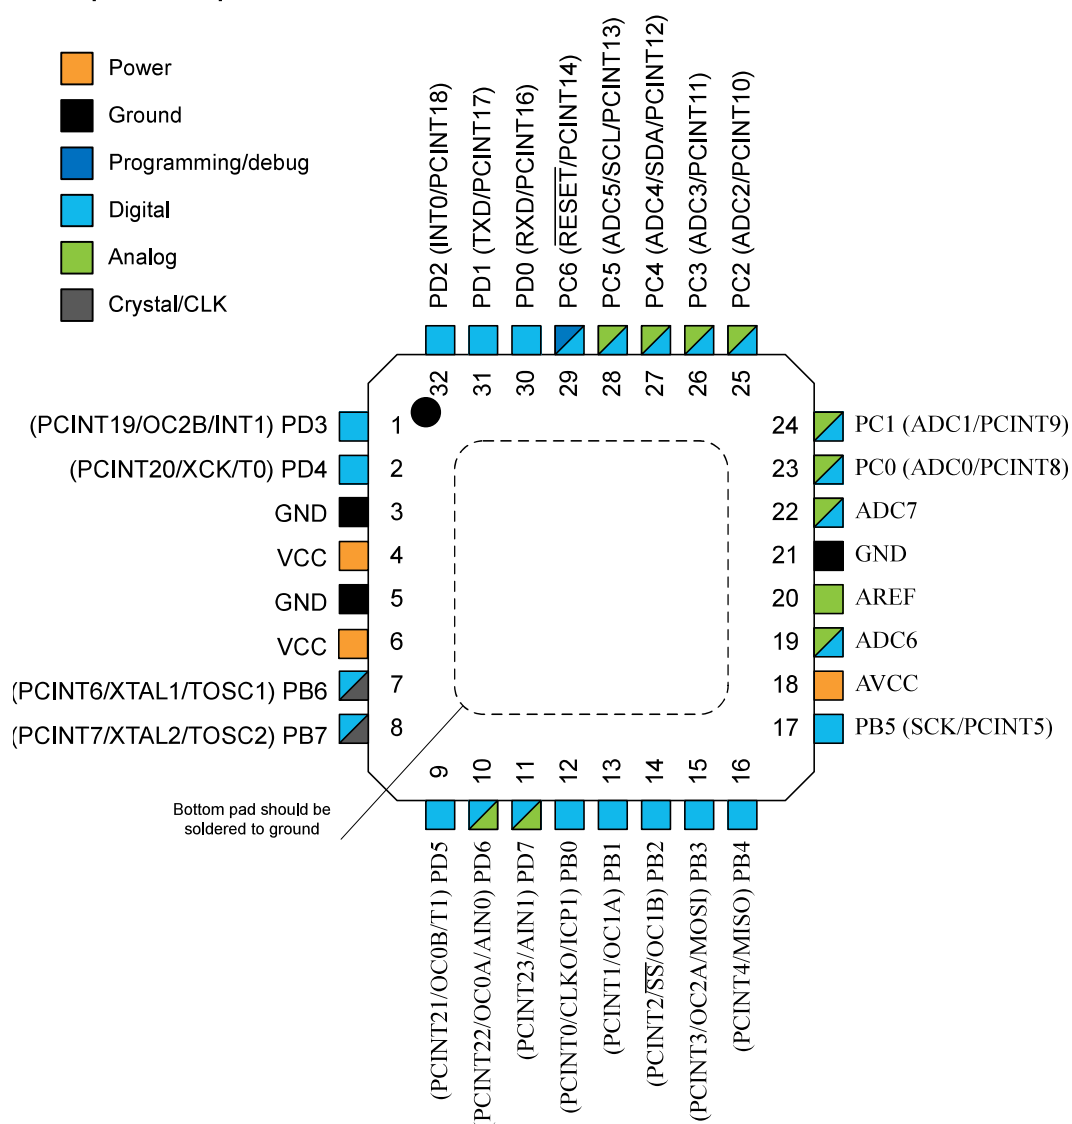 Power
Ground
Programming/debug
Digital
Analog
Crystal/CLK
PD2 (INT0/PCINT18)
PD1 (TXD/PCINT17)
PD0 (RXD/PCINT16)
PC6 (RESET/PCINT14)
PC5 (ADC5/SCL/PCINT13)
PC4 (ADC4/SDA/PCINT12)
PC3 (ADC3/PCINT11)
PC2 (ADC2/PCINT10)
32
31
30
29
28
27
26
25
(PCINT19/OC2B/INT1) PD3 1
(PCINT20/XCK/T0) PD4 2
GND 3
VCC 4
GND 5
VCC 6
(PCINT6/XTAL1/TOSC1) PB6 7
(PCINT7/XTAL2/TOSC2) PB7 8
24 PC1 (ADC1/PCINT9)
23 PC0 (ADC0/PCINT8)
22 ADC7
21 GND
20 AREF
19 ADC6
18 AVCC
17 PB5 (SCK/PCINT5)
9
10
11
12
13
14
15
16
Bottom pad should be
soldered to ground
(PCINT21/OC0B/T1) PD5
(PCINT22/OC0A/AIN0) PD6
(PCINT23/AIN1) PD7
(PCINT0/CLKO/ICP1) PB0
(PCINT1/OC1A) PB1
(PCINT2/SS/OC1B) PB2
(PCINT3/OC2A/MOSI) PB3
(PCINT4/MISO) PB4